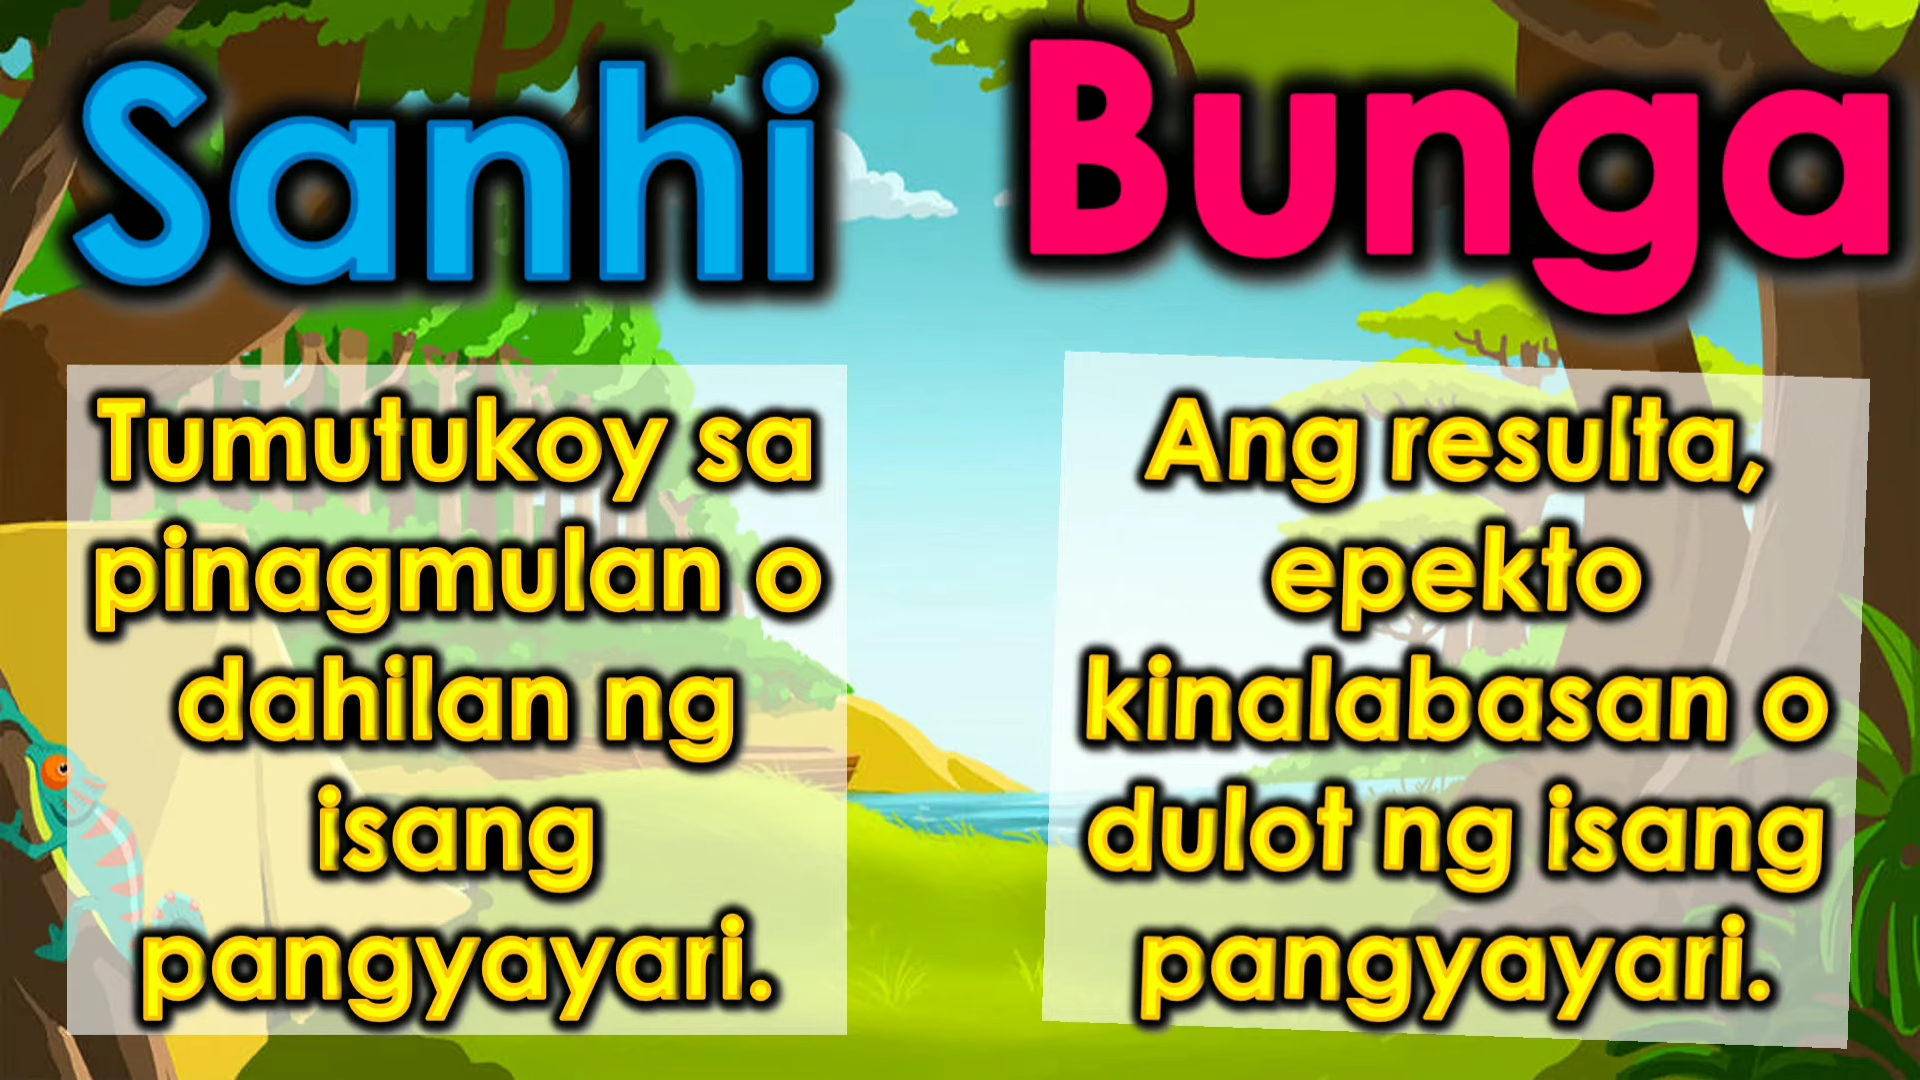 Sanhi
Tumutukoy sa
pinagmulan o
dahilan ng
isang
pangyayari.
Bunga
Ang resulta,
epekto
kinalabasan o
dulot ng isang
pangyayari.